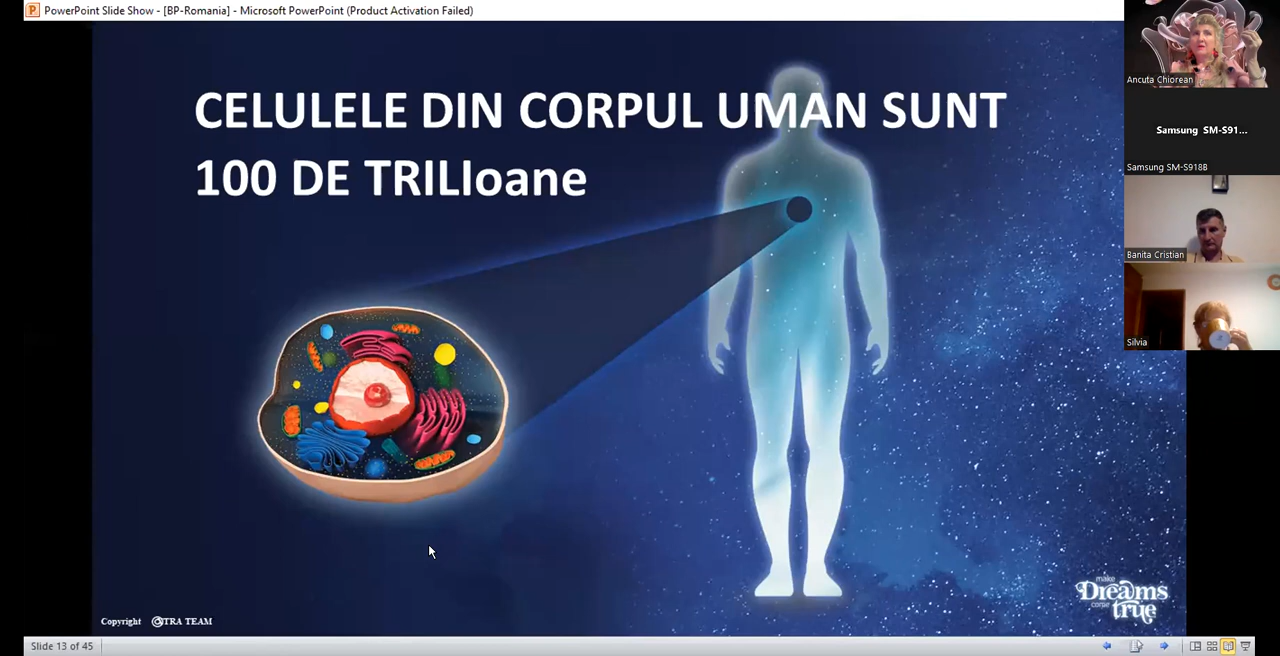 PowerPoint Slide Show - [BP-Romania] - Microsoft PowerPoint (Product Activation Failed)
CELULELE DIN CORPUL UMAN SUNT
100 DE TRILIoane
Ancuta Chiorean
Samsung SM-S91...
Samsung SM-S918B
Banita Cristian
Silvia
make
Dreams
come
true
Copyright © TRA TEAM
Slide 13 of 45